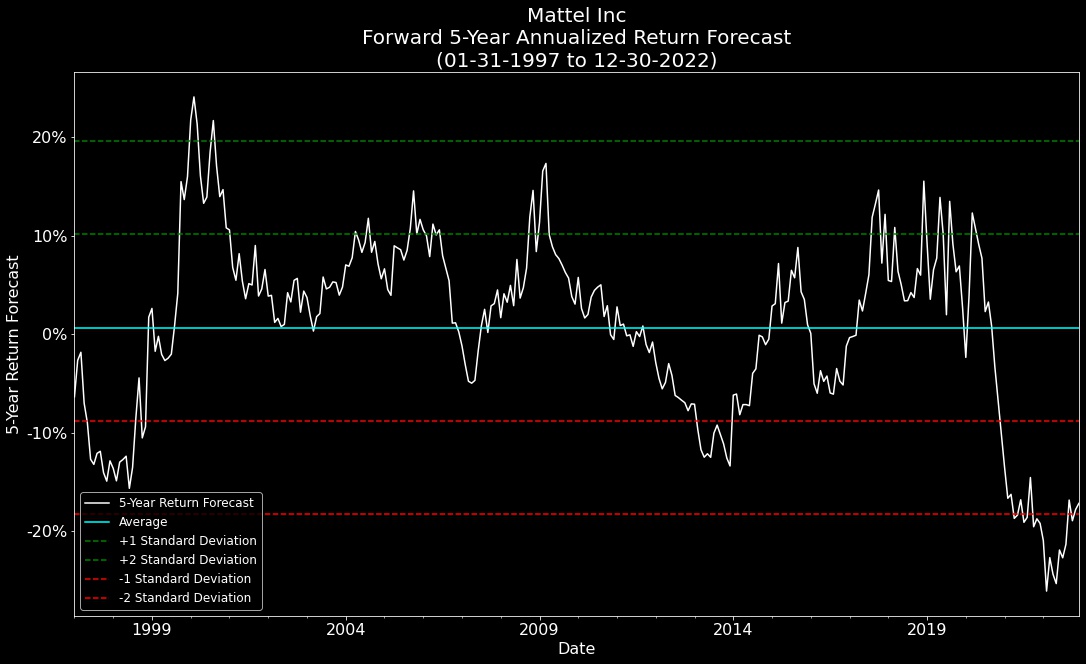 Mattel Inc
Forward 5-Year Annualized Return Forecast
(01-31-1997 to 12-30-2022)
5-Year Return Forecast
20%
10%
0%
-10%
-20%
5-Year Return Forecast
Average
+1 Standard Deviation
+2 Standard Deviation
-1 Standard Deviation
-2 Standard Deviation
1999
2004
2009
2014
2019
Date